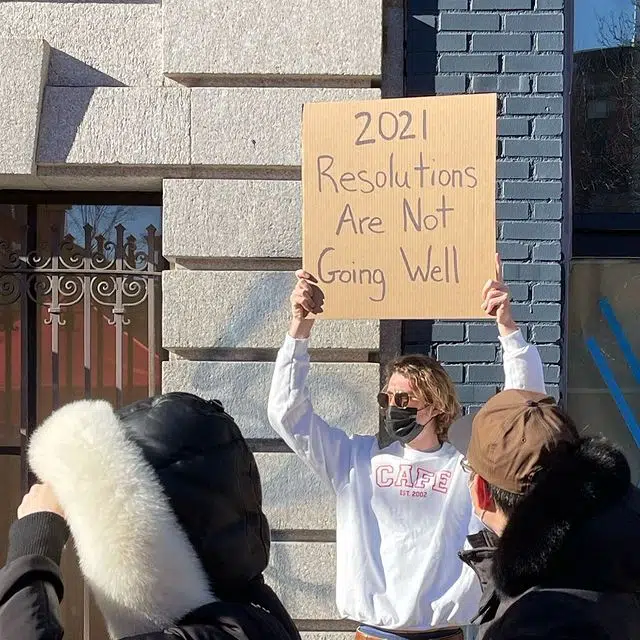 2021
Resolutions
Are Not
Going Well
CAFE
EST. 2002